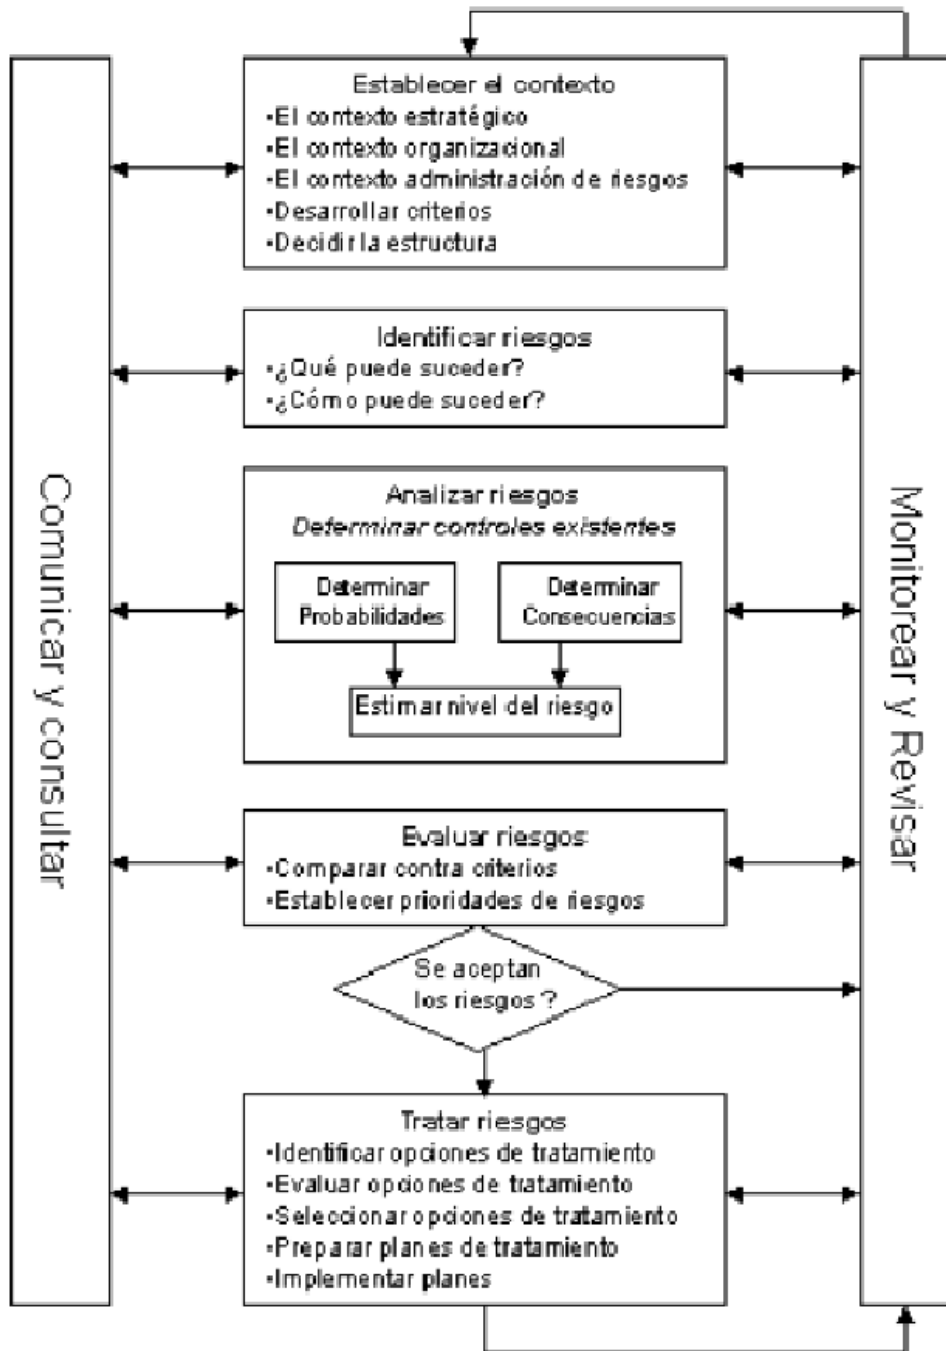 Establecer el contexto
•El contexto estratégico
•El contexto organizacional
•El contexto administración de riesgos
•Desarrollar criterios
•Decidir la estructura
Identificar riesgos
•¿Qué puede suceder?
•¿Cómo puede suceder?
Analizar riesgos
Determinar controles existentes
Determinar
Probabilidades
Determinar
Consecuencias
Estimar nivel del riesgo
Evaluar riesgos
•Comparar contra criterios
•Establecer prioridades de riesgos
Se aceptan
los riesgos ?
Tratar riesgos
•Identificar opciones de tratamiento
•Evaluar opciones de tratamiento
•Seleccionar opciones de tratamiento
•Preparar planes de tratamiento
•Implementar planes
Comunicar y consultar
Monitorear y Revisar